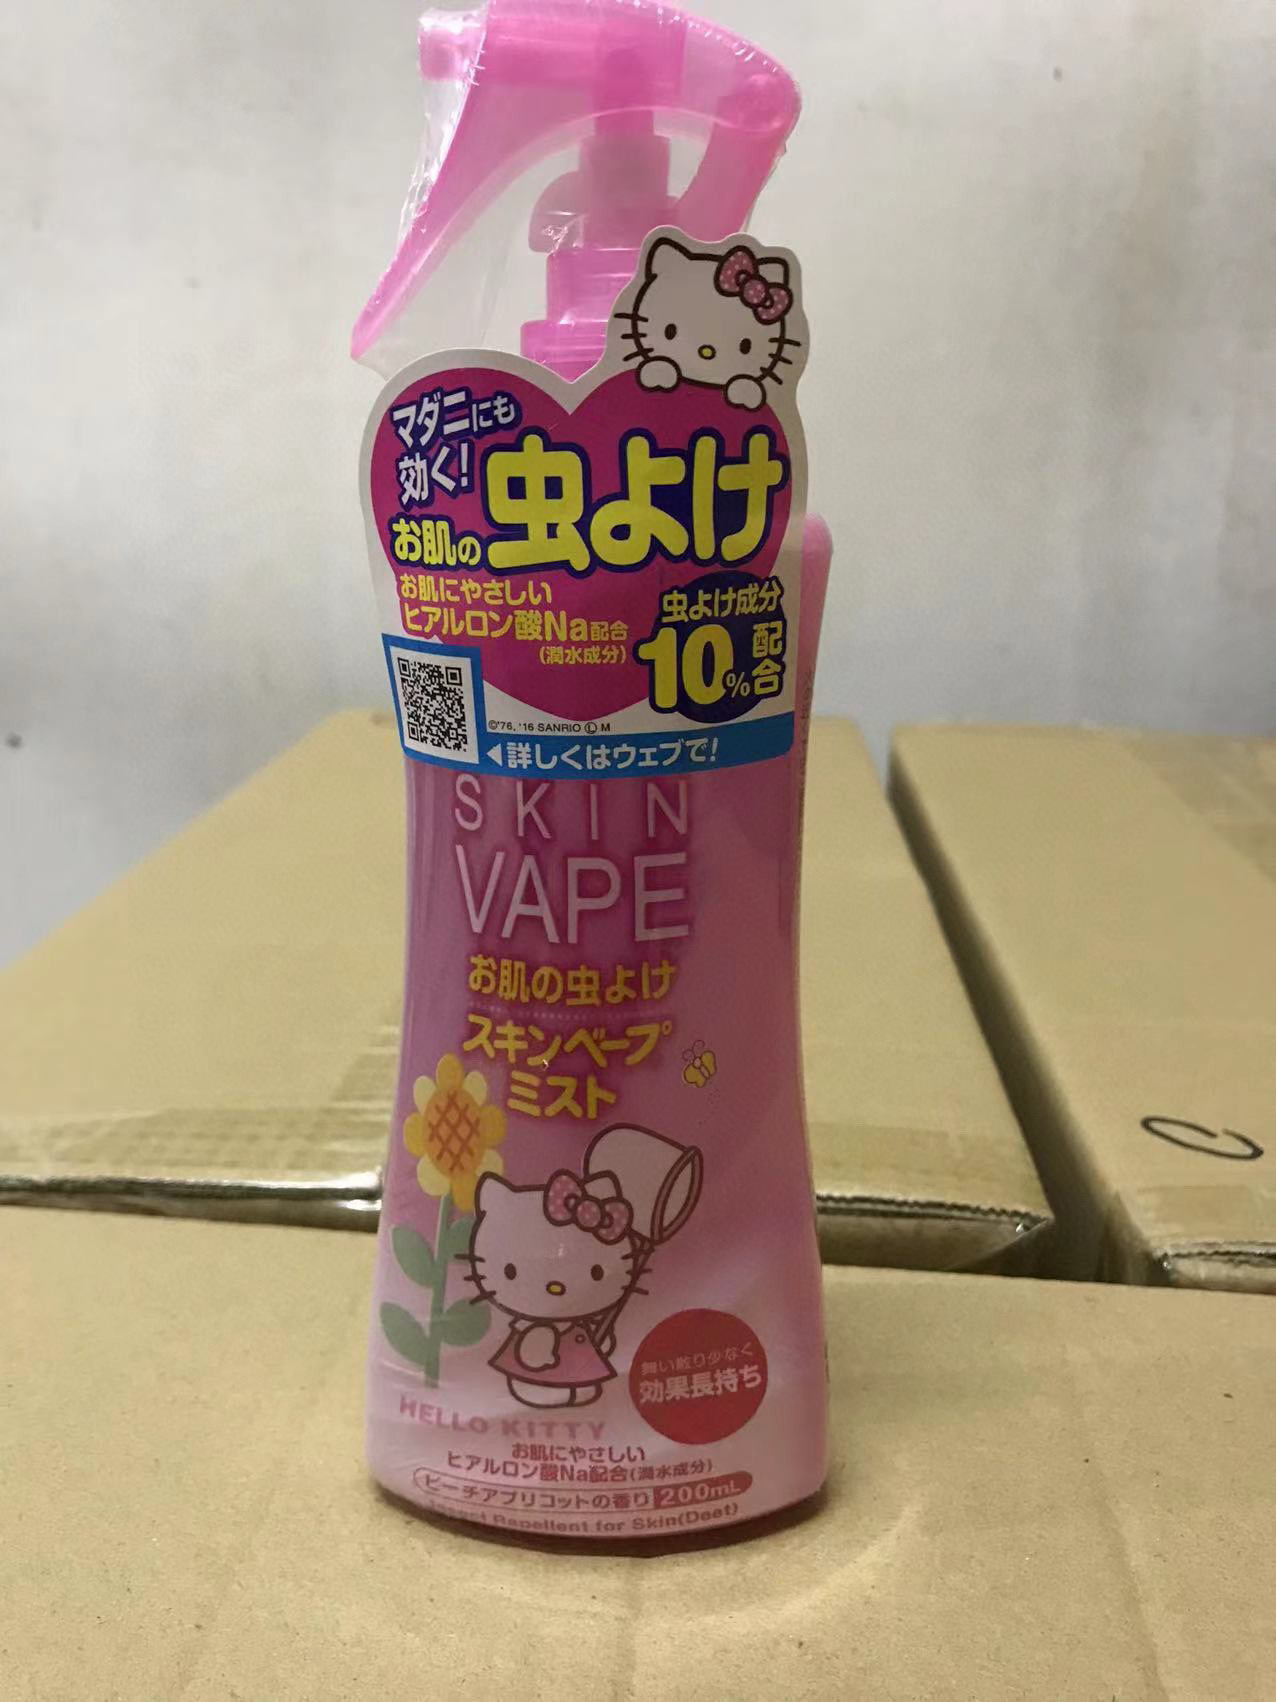 マダニにも
効く!
お肌の虫よけ
お肌にやさしい
ヒアルロン酸Na配合
(潤水成分)
虫よけ成分
10%配合
©'76, '16 SANRIO Ⓛ M
◀詳しくはウェブで!
SKIN
VAPE
お肌の虫よけ
スキンベープ
ミスト
舞い散り少なく
効果長持ち
HELLO KITTY
お肌にやさしい
ヒアルロン酸Na配合(潤水成分)
ピーチアプリコットの香り 200mL
Insect Repellent for Skin(Deet)
C